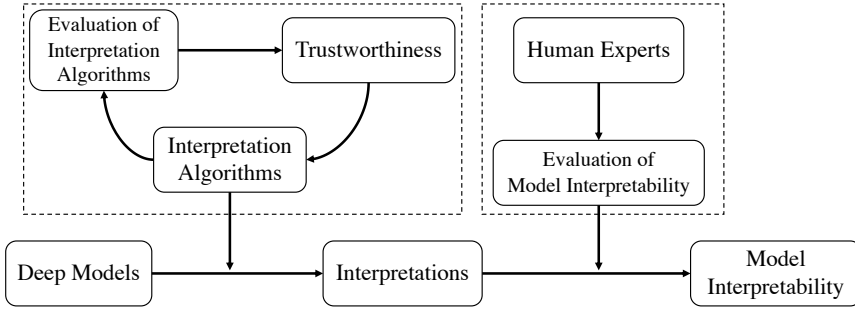 Evaluation of
Interpretation
Algorithms
Trustworthiness
Human Experts
Interpretation
Algorithms
Evaluation of
Model Interpretability
Deep Models
Interpretations
Model
Interpretability